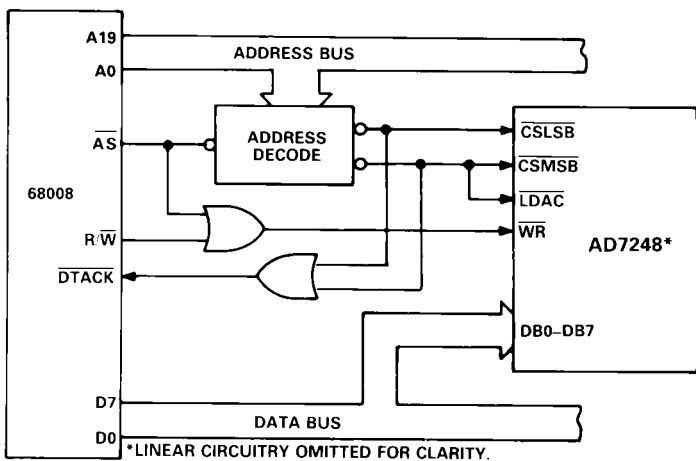 A19
ADDRESS BUS
A0
ADDRESS
DECODE
AS
CSLSB
CSMSB
68008
LDAC
R/W
WR
AD7248*
DTACK
DB0–DB7
D7
DATA BUS
D0
*LINEAR CIRCUITRY OMITTED FOR CLARITY.